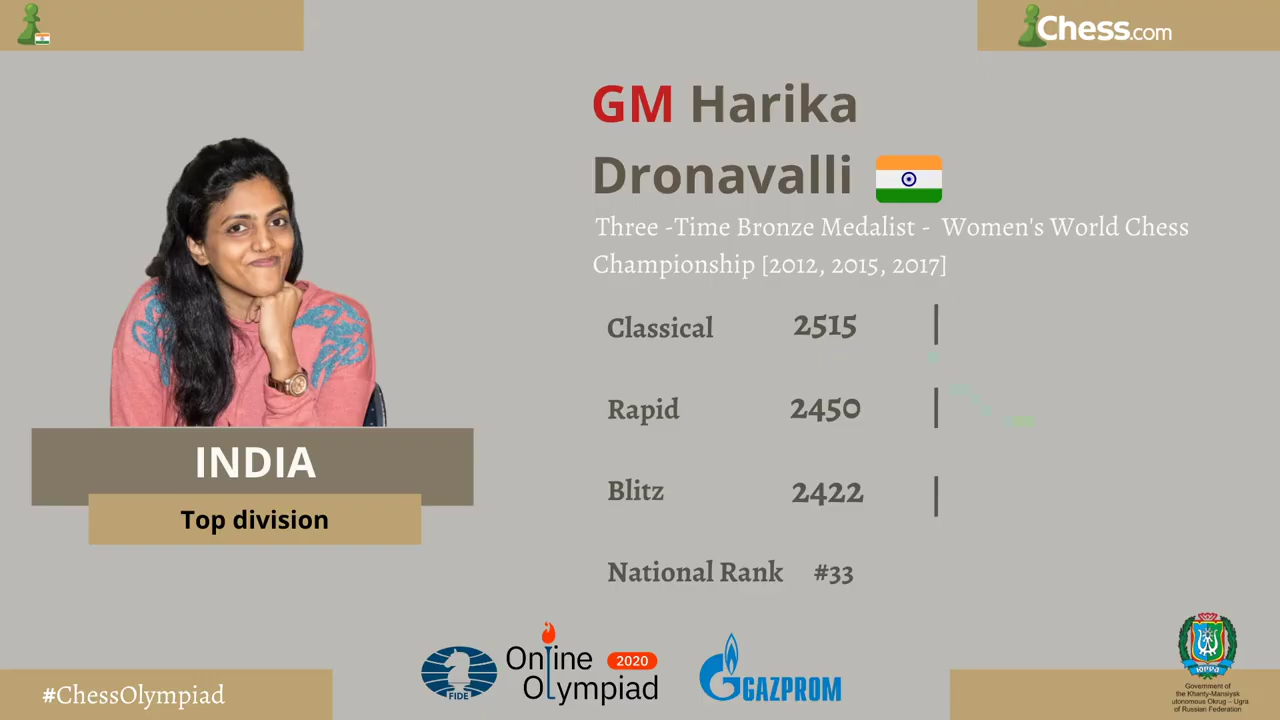 Chess.com
GM Harika
Dronavalli
Three -Time Bronze Medalist -  Women's World Chess
Championship [2012, 2015, 2017]
Classical 2515
Rapid 2450
Blitz 2422
National Rank #33
INDIA
Top division
#ChessOlympiad
FIDE
Online 2020
Olympiad
GAZPROM
ЮГРА
Government of
the Khanty-Mansiysk
utonomous Okrug – Ugra
of Russian Federation